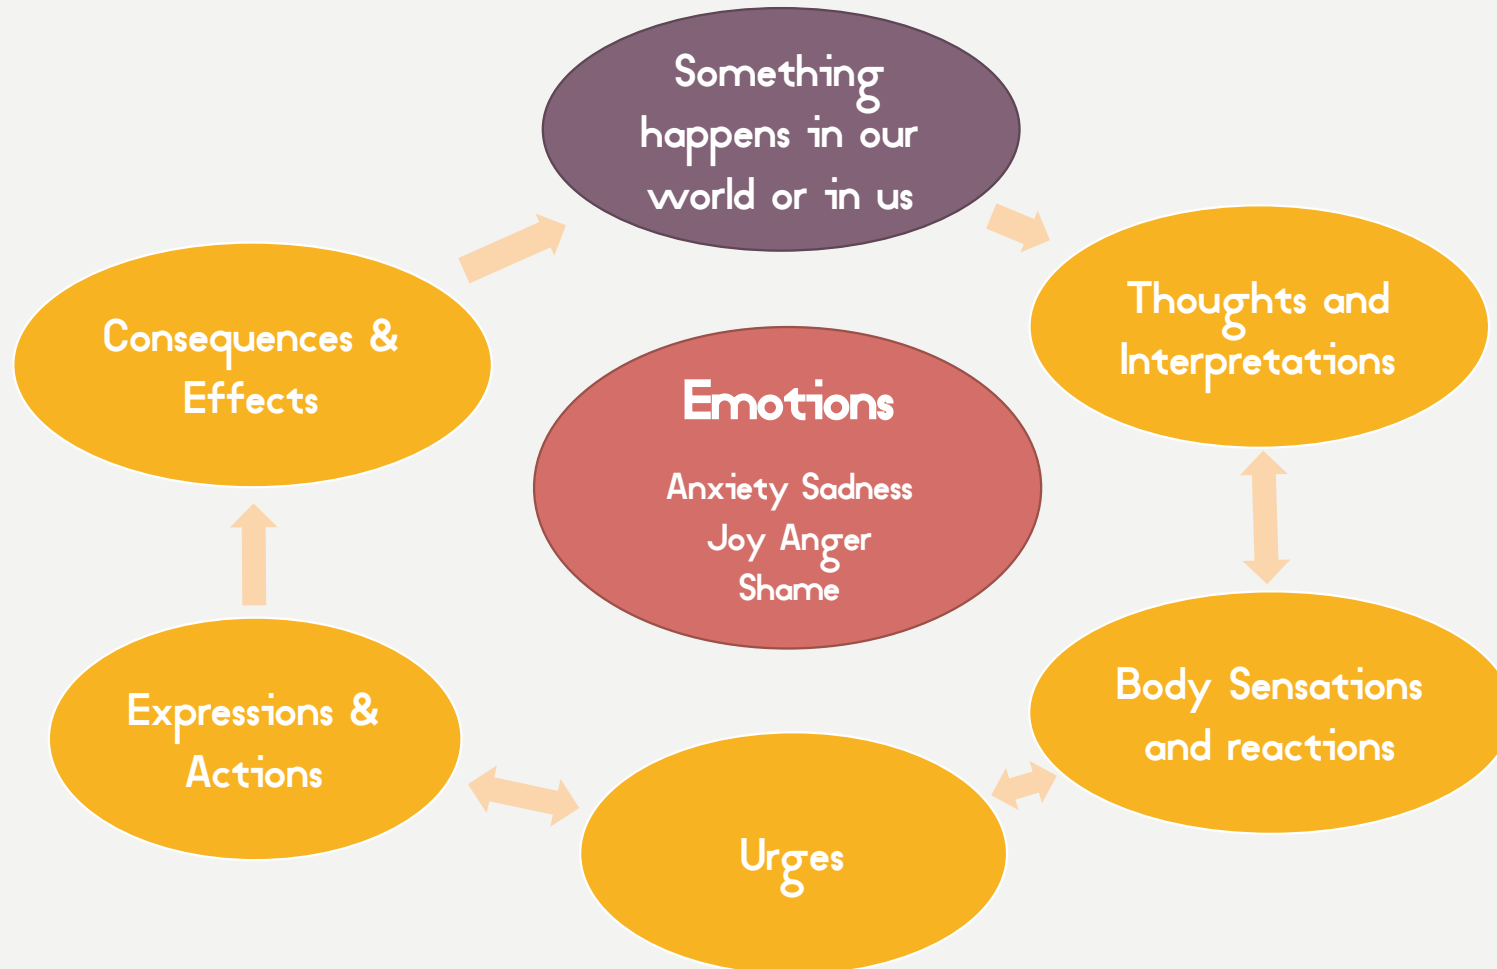 Something
happens in our
world or in us
Thoughts and
Interpretations
Consequences &
Effects
Emotions
Anxiety Sadness
Joy Anger
Shame
Body Sensations
and reactions
Expressions &
Actions
Urges